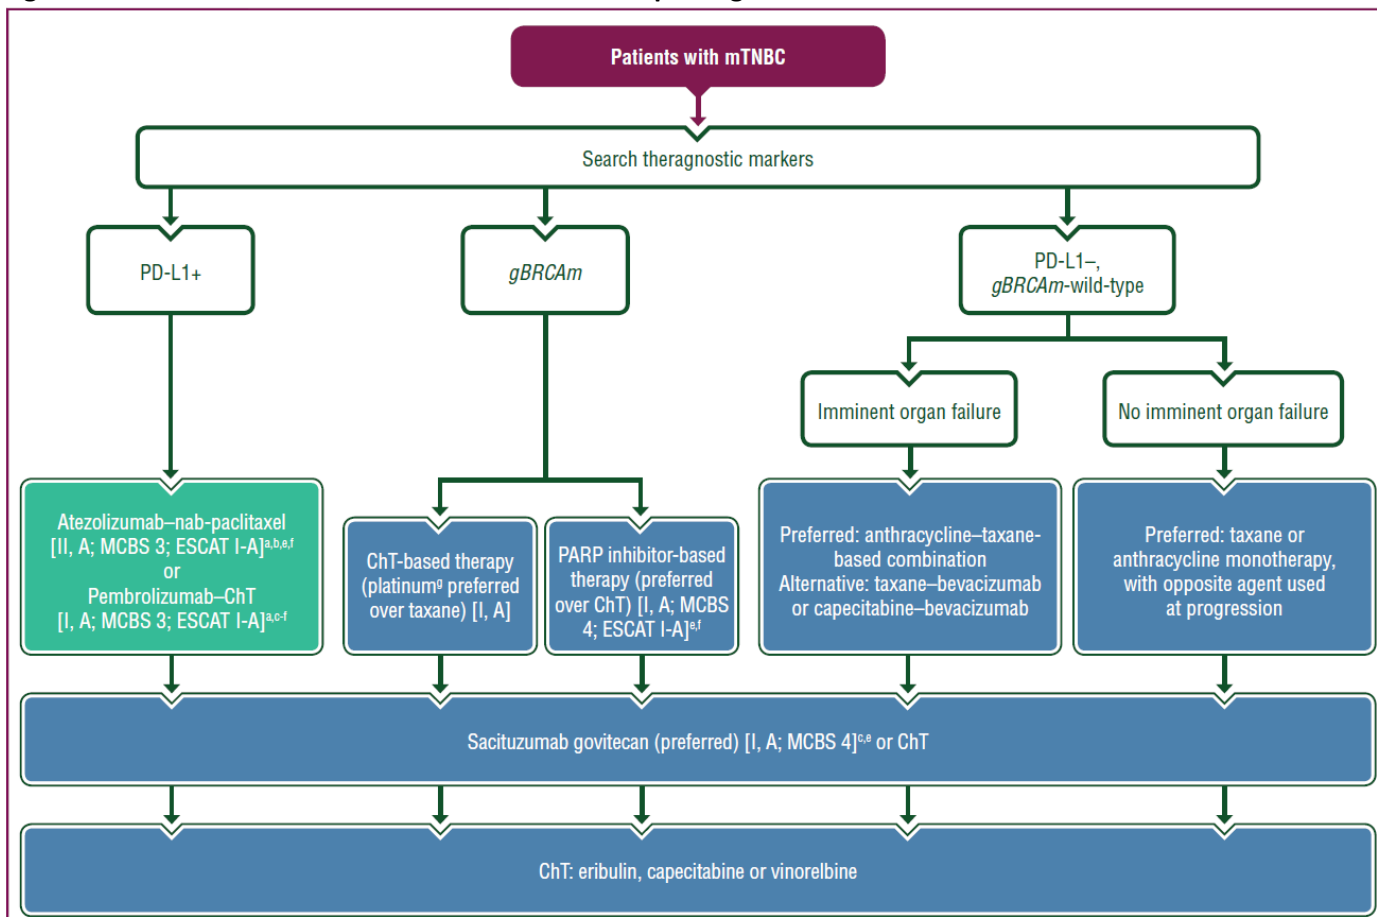 Patients with mTNBC
Search theragnostic markers
PD-L1+
gBRCAm
PD-L1–,
gBRCAm-wild-type
Imminent organ failure
No imminent organ failure
Atezolizumab–nab-paclitaxel
[II, A; MCBS 3; ESCAT I-A]a,b,e,f
or
Pembrolizumab–ChT
[I, A; MCBS 3; ESCAT I-A]a,c-f
ChT-based therapy
(platinumg preferred
over taxane) [I, A]
PARP inhibitor-based
therapy (preferred
over ChT) [I, A; MCBS
4; ESCAT I-A]e,f
Preferred: anthracycline–taxane-
based combination
Alternative: taxane–bevacizumab
or capecitabine–bevacizumab
Preferred: taxane or
anthracycline monotherapy,
with opposite agent used
at progression
Sacituzumab govitecan (preferred) [I, A; MCBS 4]c,e or ChT
ChT: eribulin, capecitabine or vinorelbine